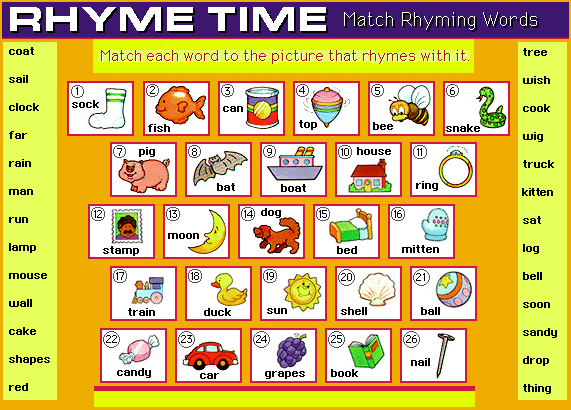 RHYME TIME Match Rhyming Words
Match each word to the picture that rhymes with it.
coat
sail
clock
far
rain
man
run
lamp
mouse
wall
cake
shapes
red
1 sock
2 fish
3 can
4 top
5 bee
6 snake
7 pig
8 bat
9 boat
10 house
11 ring
12 stamp
13 moon
14 dog
15 bed
16 mitten
17 train
18 duck
19 sun
20 shell
21 ball
22 candy
23 car
24 grapes
25 book
26 nail
tree
wish
cook
wig
truck
kitten
sat
log
bell
soon
sandy
drop
thing